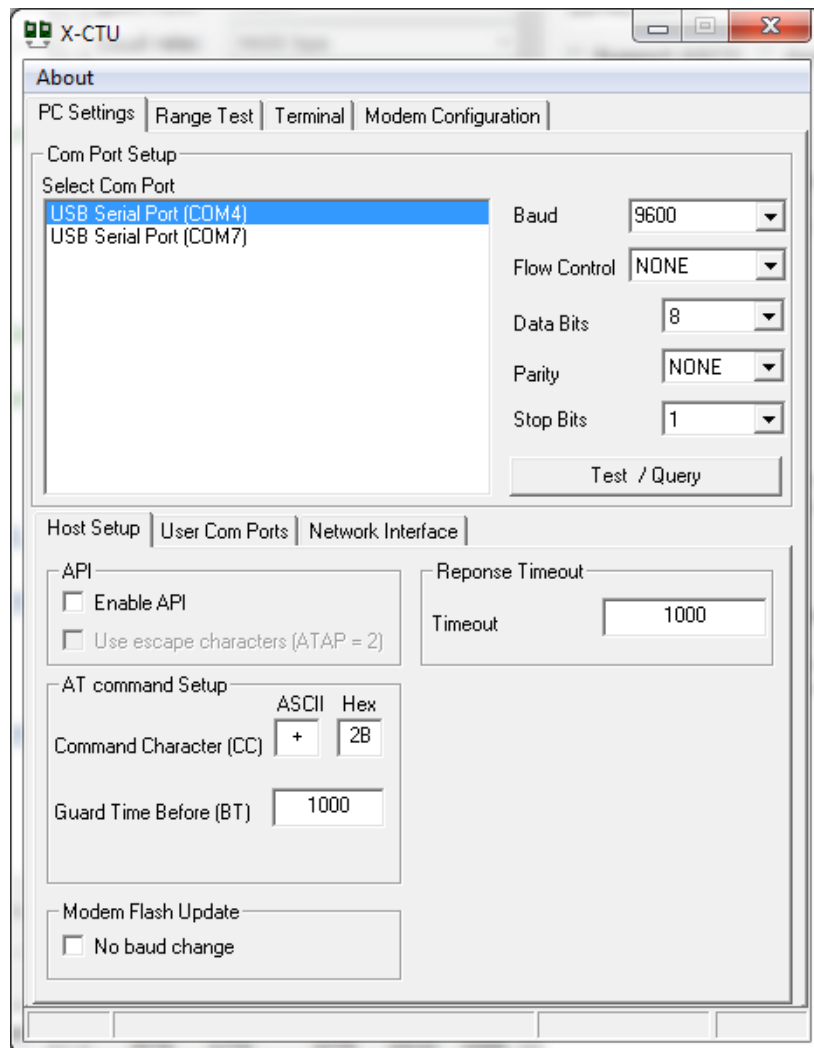 X-CTU
About
PC Settings Range Test Terminal Modem Configuration
Com Port Setup
Select Com Port
USB Serial Port (COM4)
USB Serial Port (COM7)
Baud 9600
Flow Control NONE
Data Bits 8
Parity NONE
Stop Bits 1
Test / Query
Host Setup User Com Ports Network Interface
API
Enable API
Use escape characters (ATAP = 2)
Reponse Timeout
Timeout 1000
AT command Setup
ASCII Hex
Command Character (CC) + 2B
Guard Time Before (BT) 1000
Modem Flash Update
No baud change